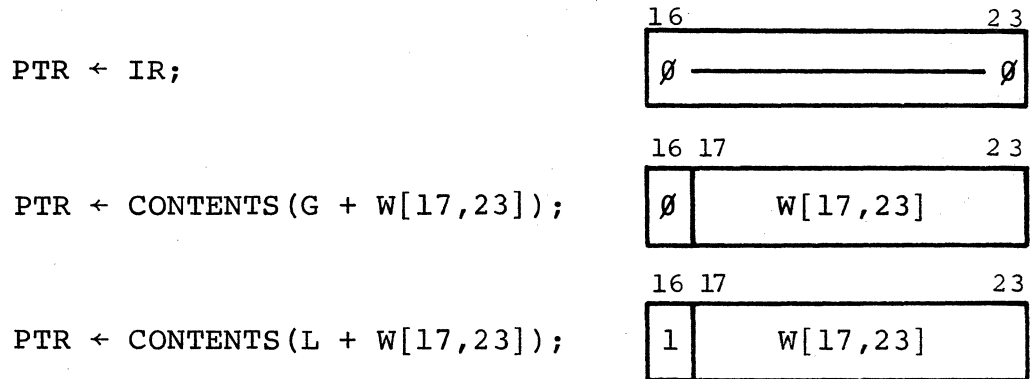 16 23
PTR ← IR; Ø Ø
16 17 23
PTR ← CONTENTS(G + W[17,23]); Ø W[17,23]
16 17 23
PTR ← CONTENTS(L + W[17,23]); 1 W[17,23]